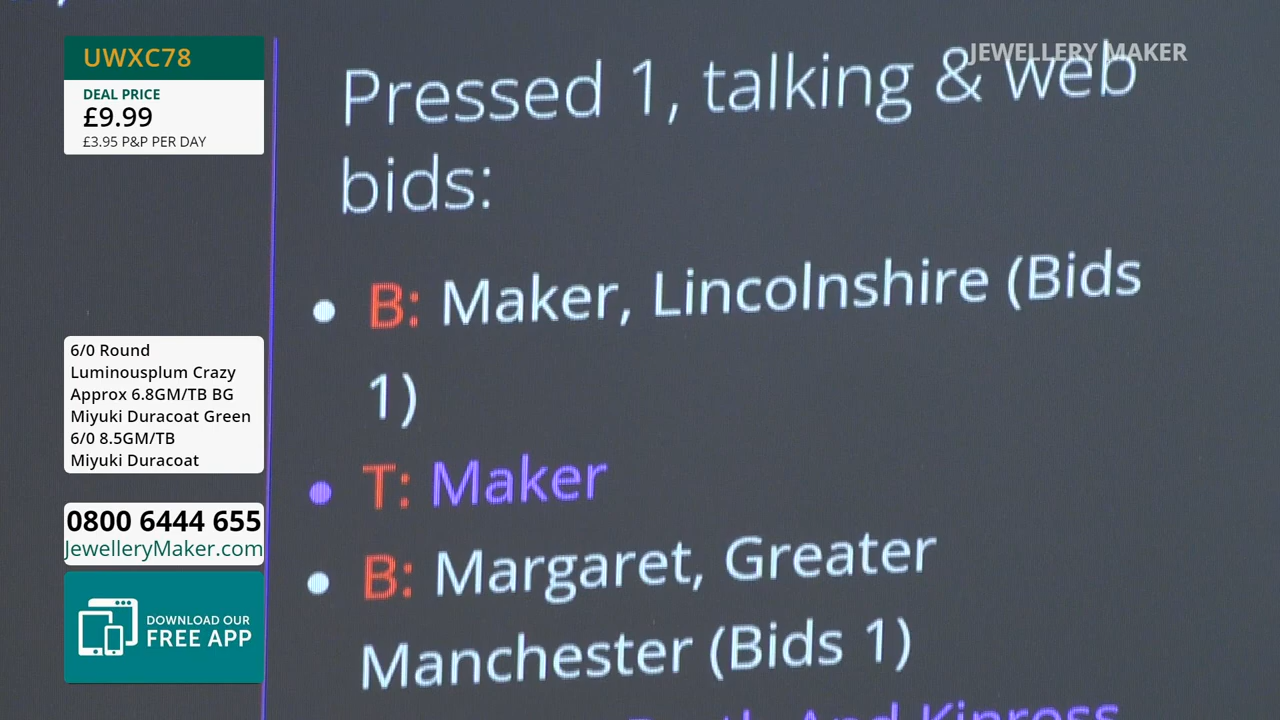 UWXC78
DEAL PRICE
£9.99
£3.95 P&P PER DAY
6/0 Round
Luminousplum Crazy
Approx 6.8GM/TB BG
Miyuki Duracoat Green
6/0 8.5GM/TB
Miyuki Duracoat
0800 6444 655
JewelleryMaker.com
DOWNLOAD OUR
FREE APP
JEWELLERY MAKER
Pressed 1, talking & web
bids:
• B: Maker, Lincolnshire (Bids
1)
• T: Maker
• B: Margaret, Greater
Manchester (Bids 1)
And Kinross